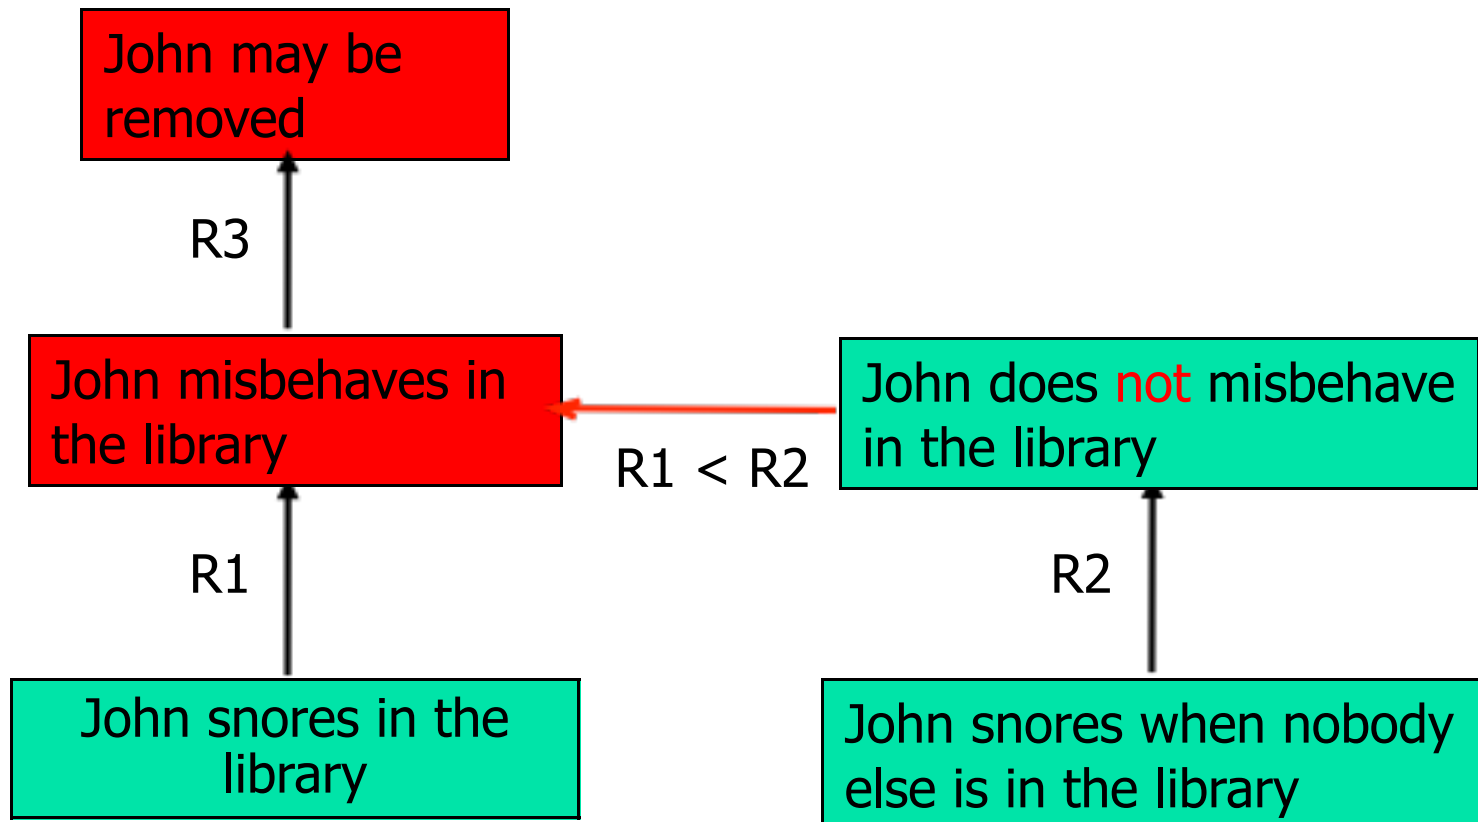 John may be
removed
R3
John misbehaves in
the library
John does not misbehave
in the library
R1 < R2
R1
R2
John snores in the
library
John snores when nobody
else is in the library